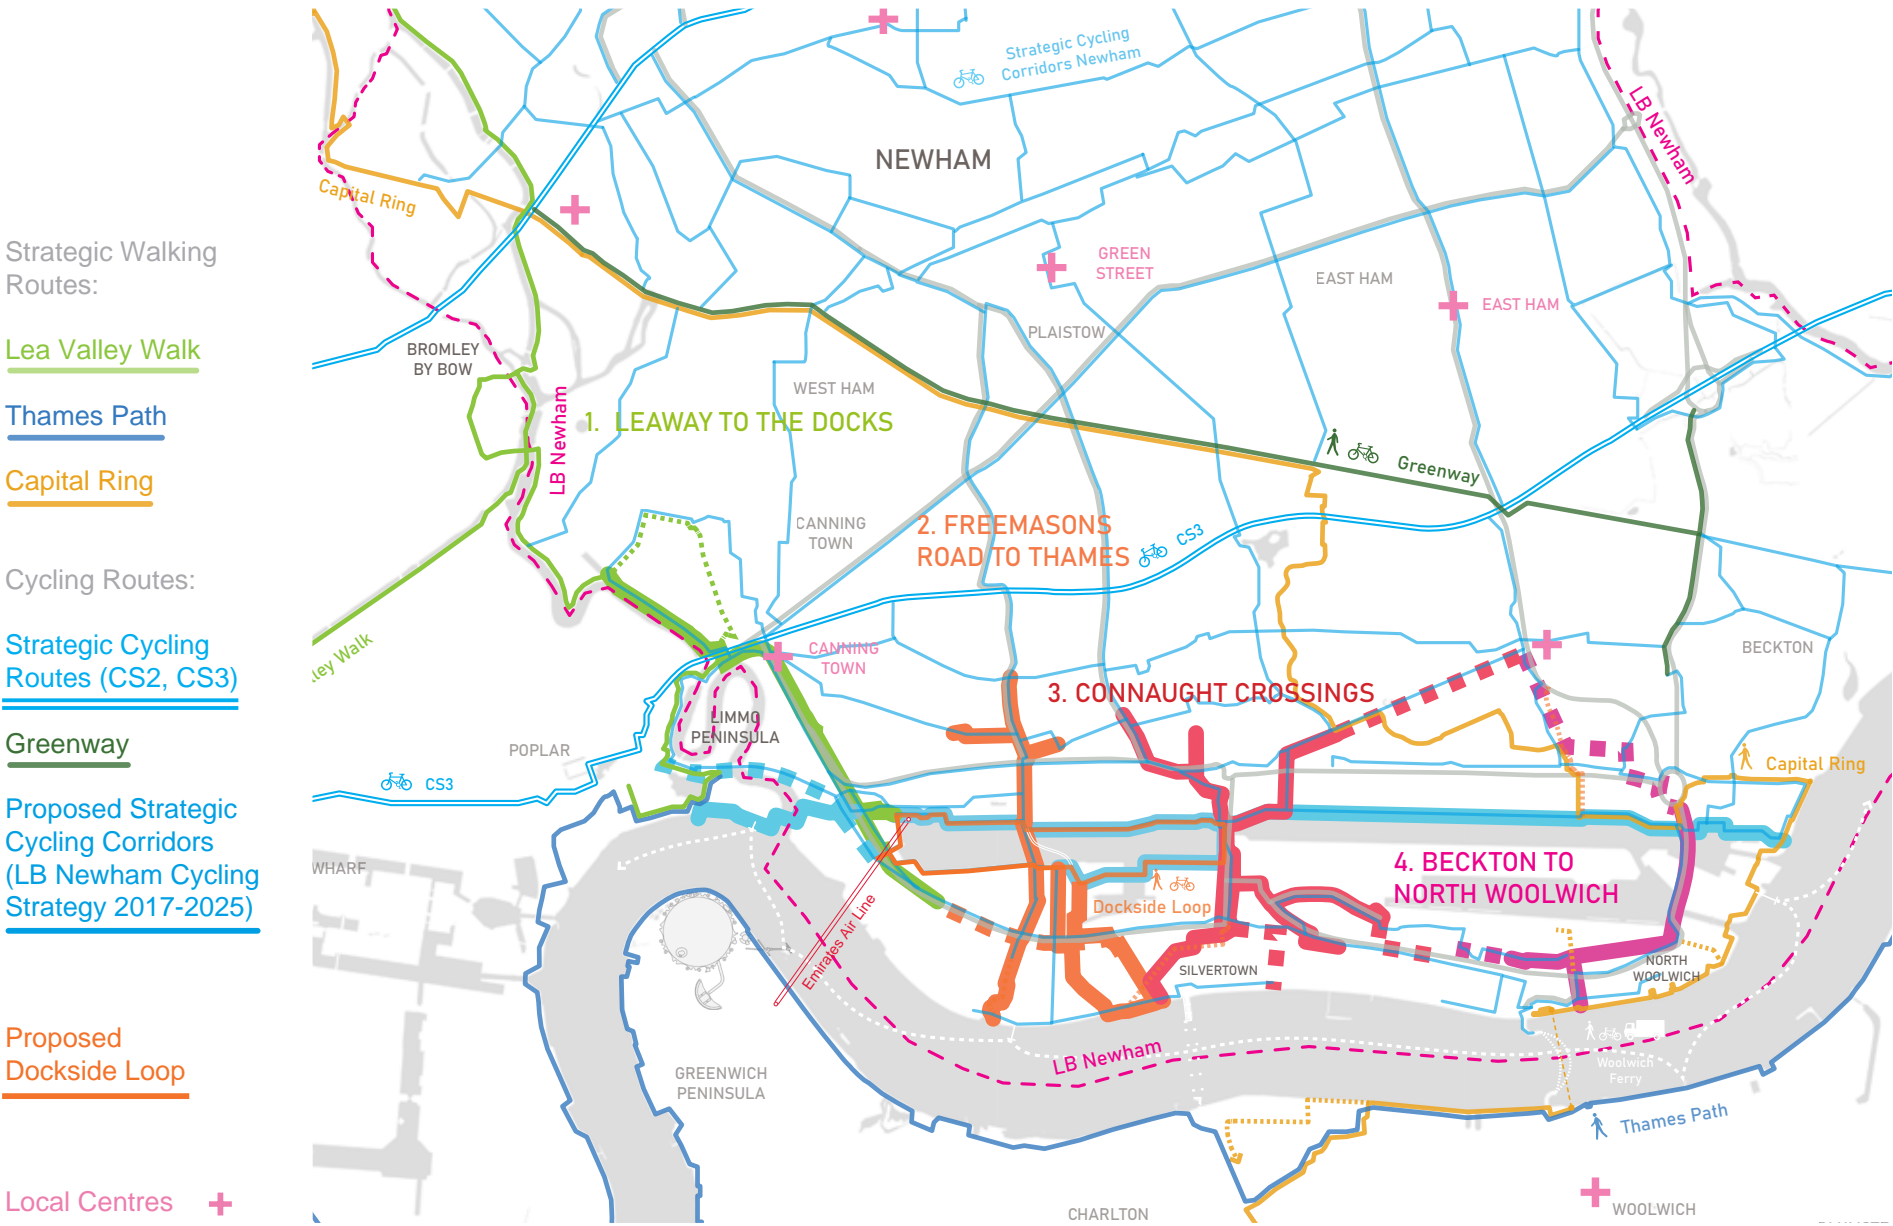 Strategic Walking
Routes:
Lea Valley Walk
Thames Path
Capital Ring
Cycling Routes:
Strategic Cycling
Routes (CS2, CS3)
Greenway
Proposed Strategic
Cycling Corridors
(LB Newham Cycling
Strategy 2017-2025)
Proposed
Dockside Loop
Local Centres
Strategic Cycling
Corridors Newham
NEWHAM
LB Newham
Capital Ring
GREEN
STREET
EAST HAM
EAST HAM
PLAISTOW
BROMLEY
BY BOW
WEST HAM
LB Newham
1. LEAWAY TO THE DOCKS
Greenway
CANNING
TOWN
2. FREEMASONS
ROAD TO THAMES
CS3
ley Walk
CANNING
TOWN
BECKTON
3. CONNAUGHT CROSSINGS
LIMMO
PENINSULA
POPLAR
CS3
Capital Ring
WHARF
4. BECKTON TO
NORTH WOOLWICH
Dockside Loop
Emirates Air Line
SILVERTOWN
NORTH
WOOLWICH
LB Newham
Woolwich
Ferry
GREENWICH
PENINSULA
Thames Path
CHARLTON
WOOLWICH